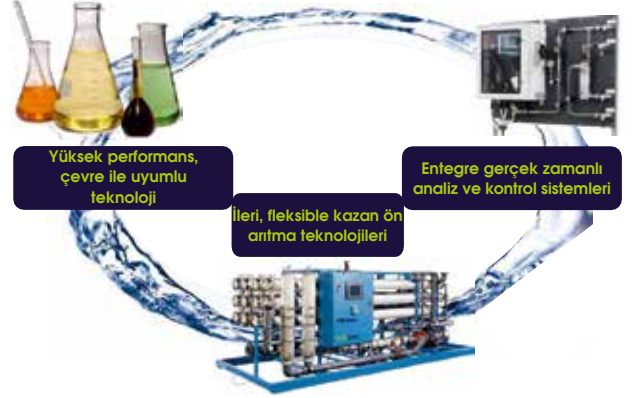 Yüksek performans,
çevre ile uyumlu
teknoloji
Entegre gerçek zamanlı
analiz ve kontrol sistemleri
İleri, fleksible kazan ön
arıtma teknolojileri